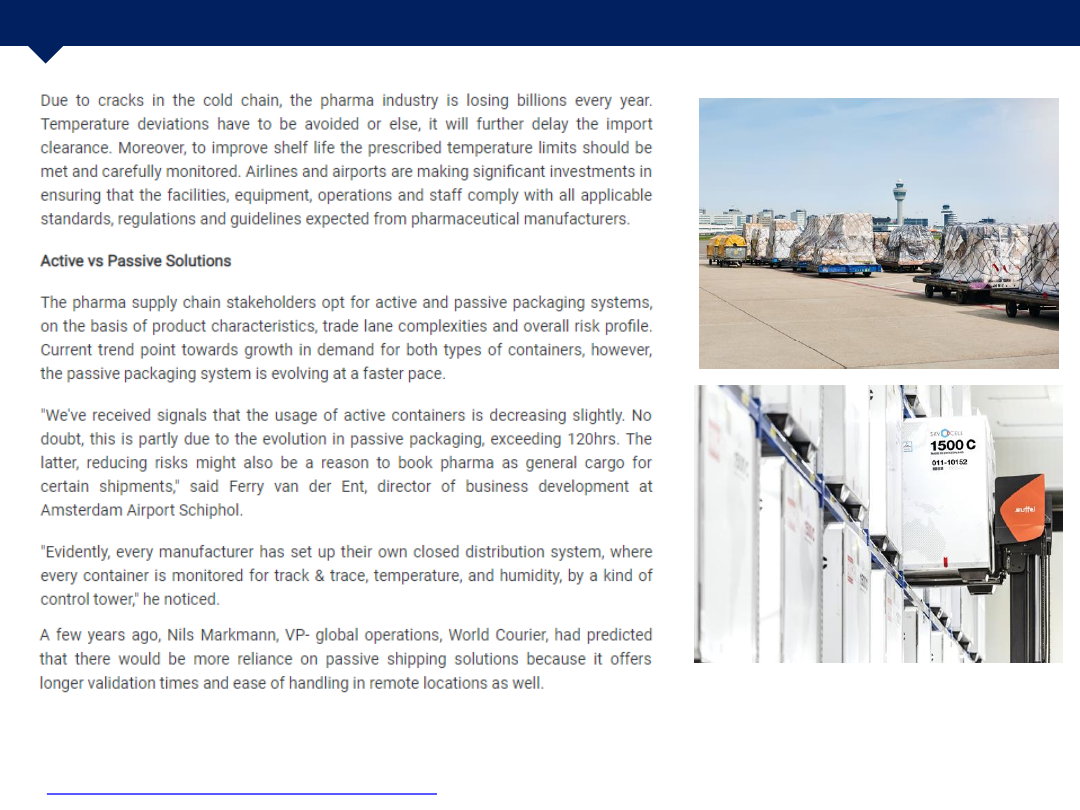 Due to cracks in the cold chain, the pharma industry is losing billions every year.
Temperature deviations have to be avoided or else, it will further delay the import
clearance. Moreover, to improve shelf life the prescribed temperature limits should be
met and carefully monitored. Airlines and airports are making significant investments in
ensuring that the facilities, equipment, operations and staff comply with all applicable
standards, regulations and guidelines expected from pharmaceutical manufacturers.
Active vs Passive Solutions
The pharma supply chain stakeholders opt for active and passive packaging systems,
on the basis of product characteristics, trade lane complexities and overall risk profile.
Current trend point towards growth in demand for both types of containers, however,
the passive packaging system is evolving at a faster pace.
"We've received signals that the usage of active containers is decreasing slightly. No
doubt, this is partly due to the evolution in passive packaging, exceeding 120hrs. The
latter, reducing risks might also be a reason to book pharma as general cargo for
certain shipments," said Ferry van der Ent, director of business development at
Amsterdam Airport Schiphol.
"Evidently, every manufacturer has set up their own closed distribution system, where
every container is monitored for track & trace, temperature, and humidity, by a kind of
control tower," he noticed.
A few years ago, Nils Markmann, VP- global operations, World Courier, had predicted
that there would be more reliance on passive shipping solutions because it offers
longer validation times and ease of handling in remote locations as well.
SKYCELL
1500 C
011-10152